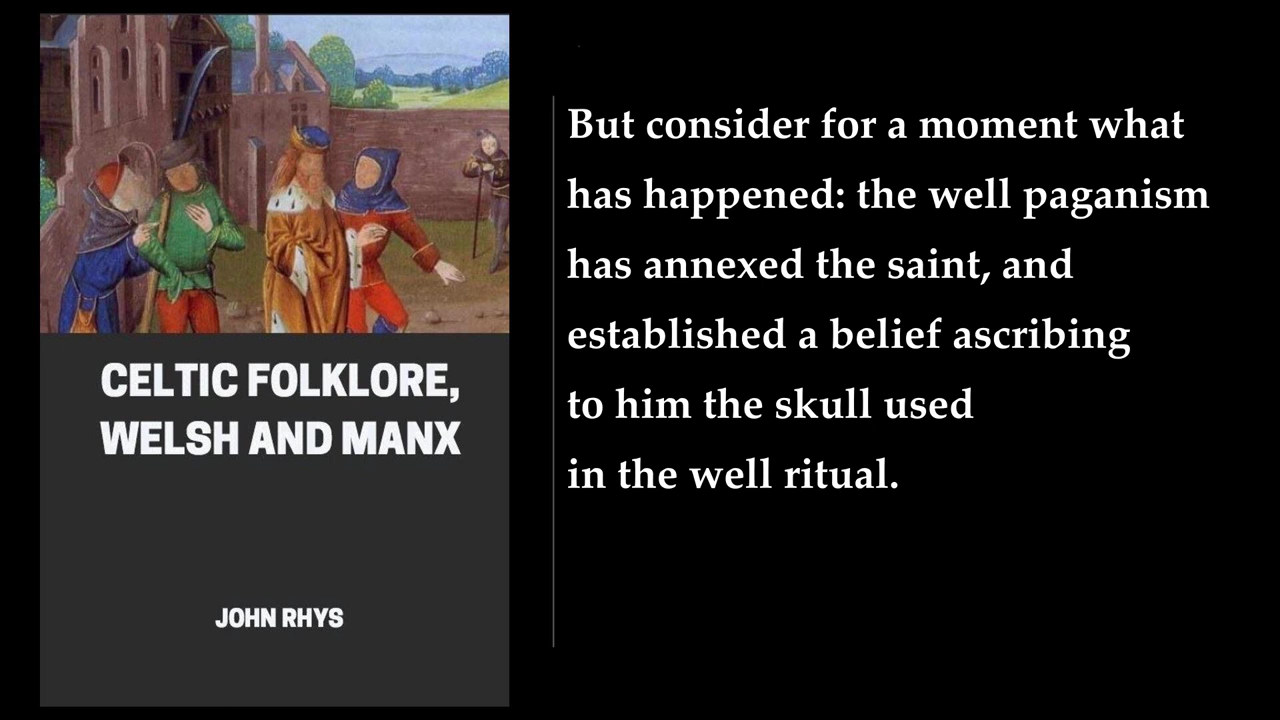 CELTIC FOLKLORE,
WELSH AND MANX
JOHN RHYS
But consider for a moment what
has happened: the well paganism
has annexed the saint, and
established a belief ascribing
to him the skull used
in the well ritual.